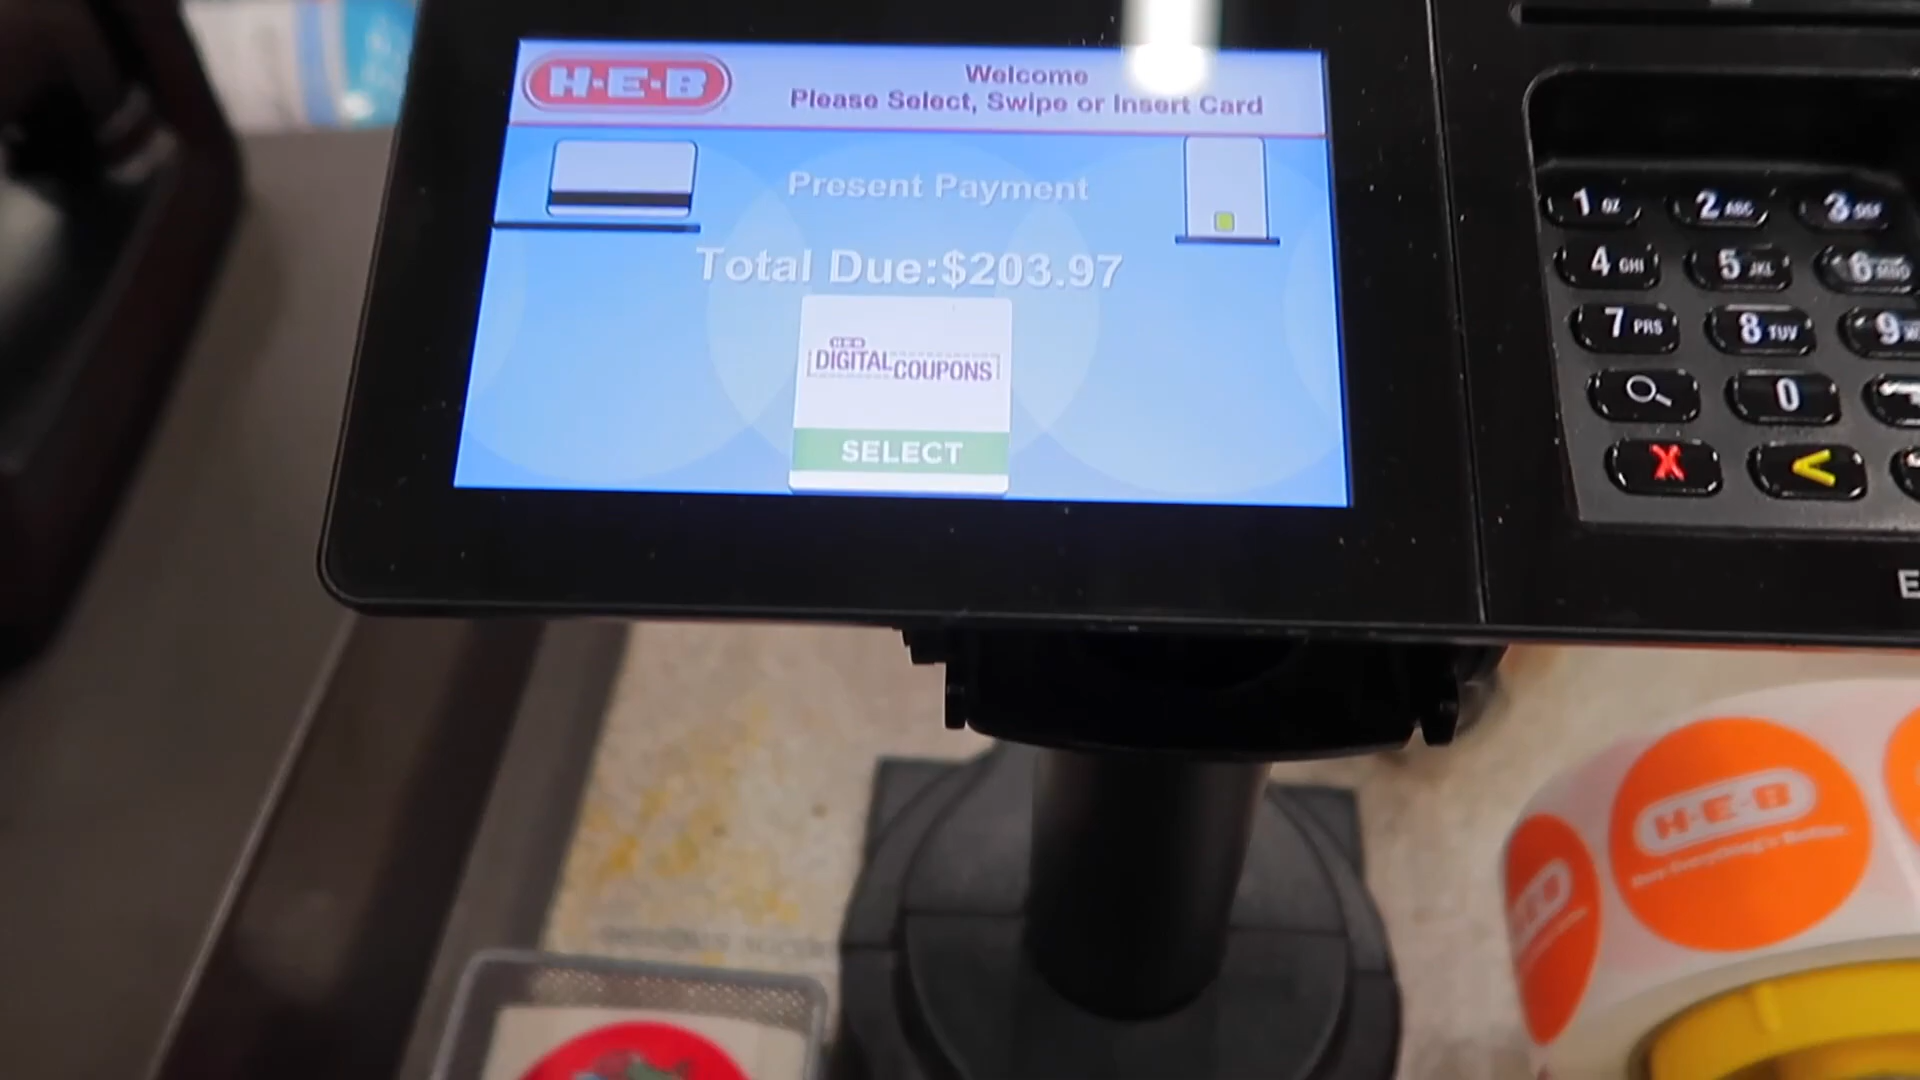 H-E-B
Welcome
Please Select, Swipe or Insert Card
Present Payment
Total Due:$203.97
H-E-B
DIGITAL COUPONS
SELECT
1 QZ 2 ABC 3 DEF
4 GHI 5 JKL 6 MNO
7 PRS 8 TUV 9
0
X <
E
H-E-B